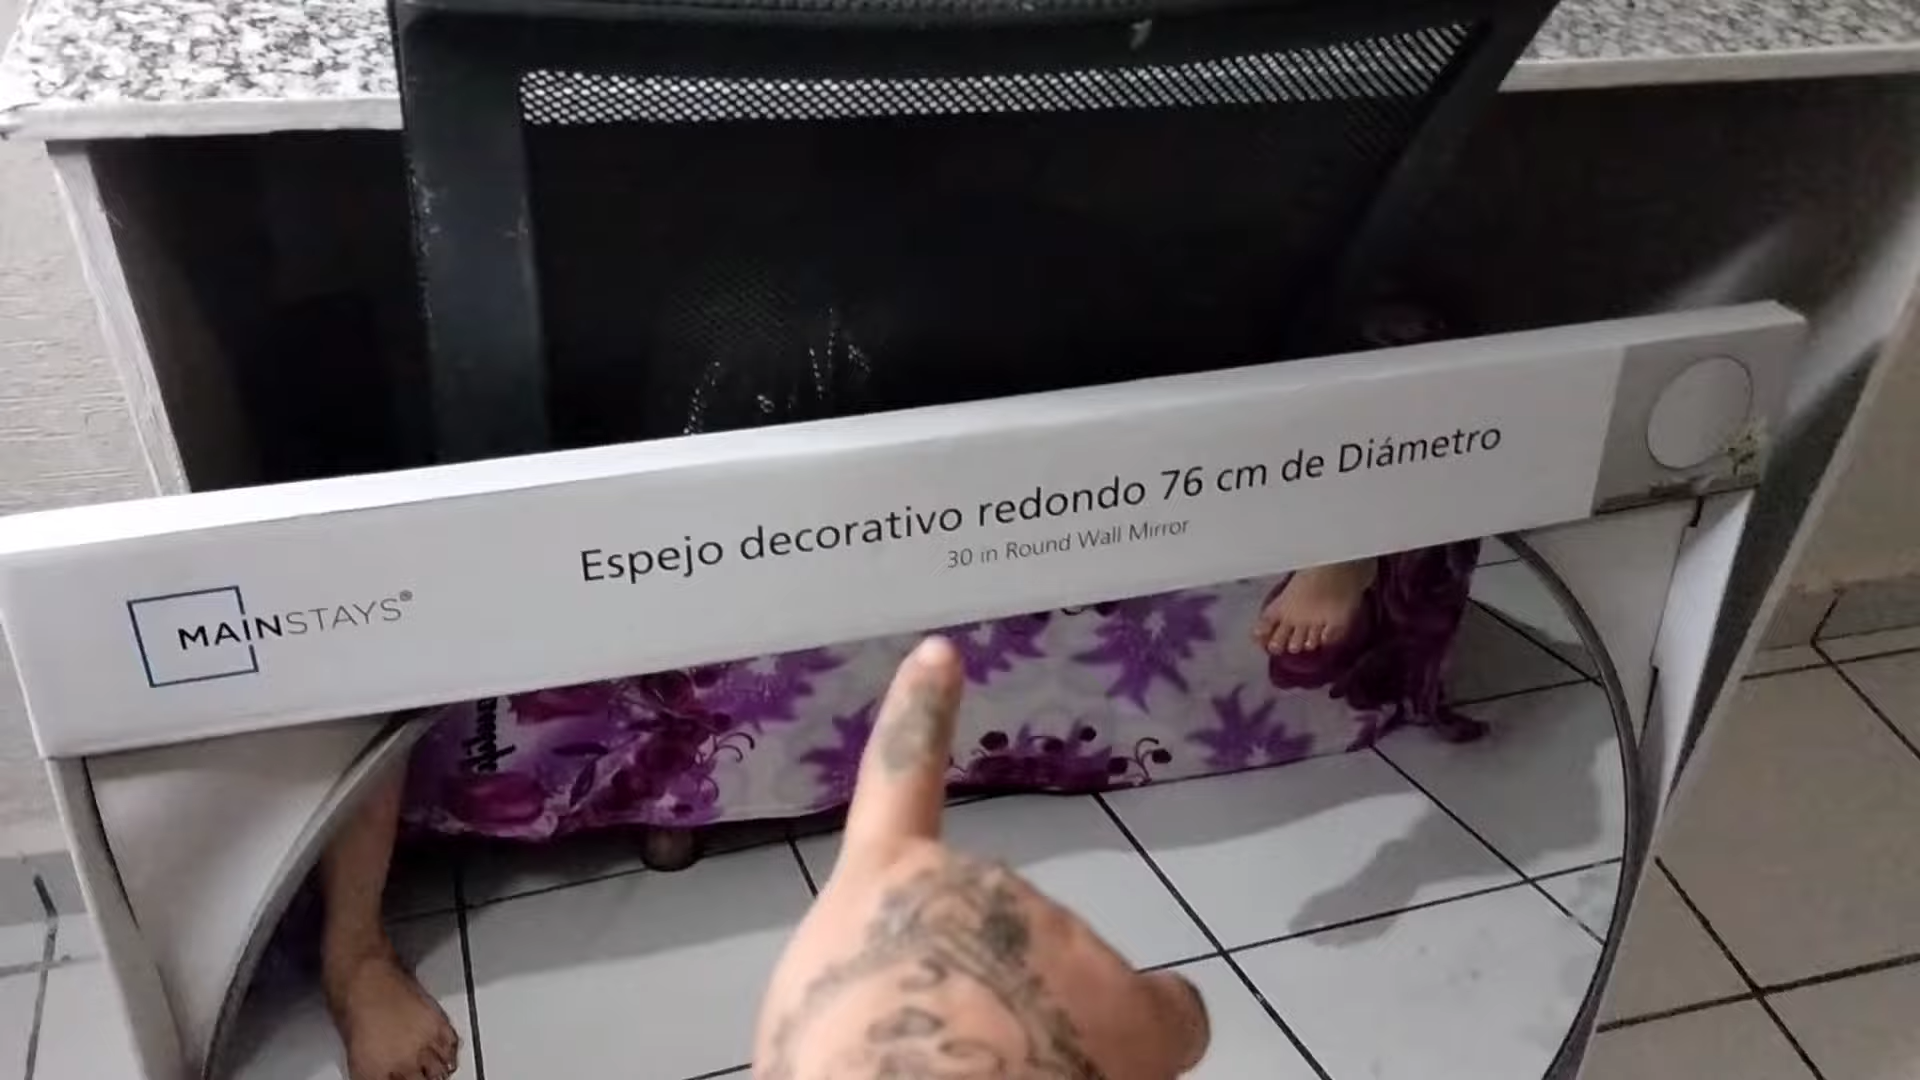 Espejo decorativo redondo 76 cm de Diámetro
30 in Round Wall Mirror
MAINSTAYS®